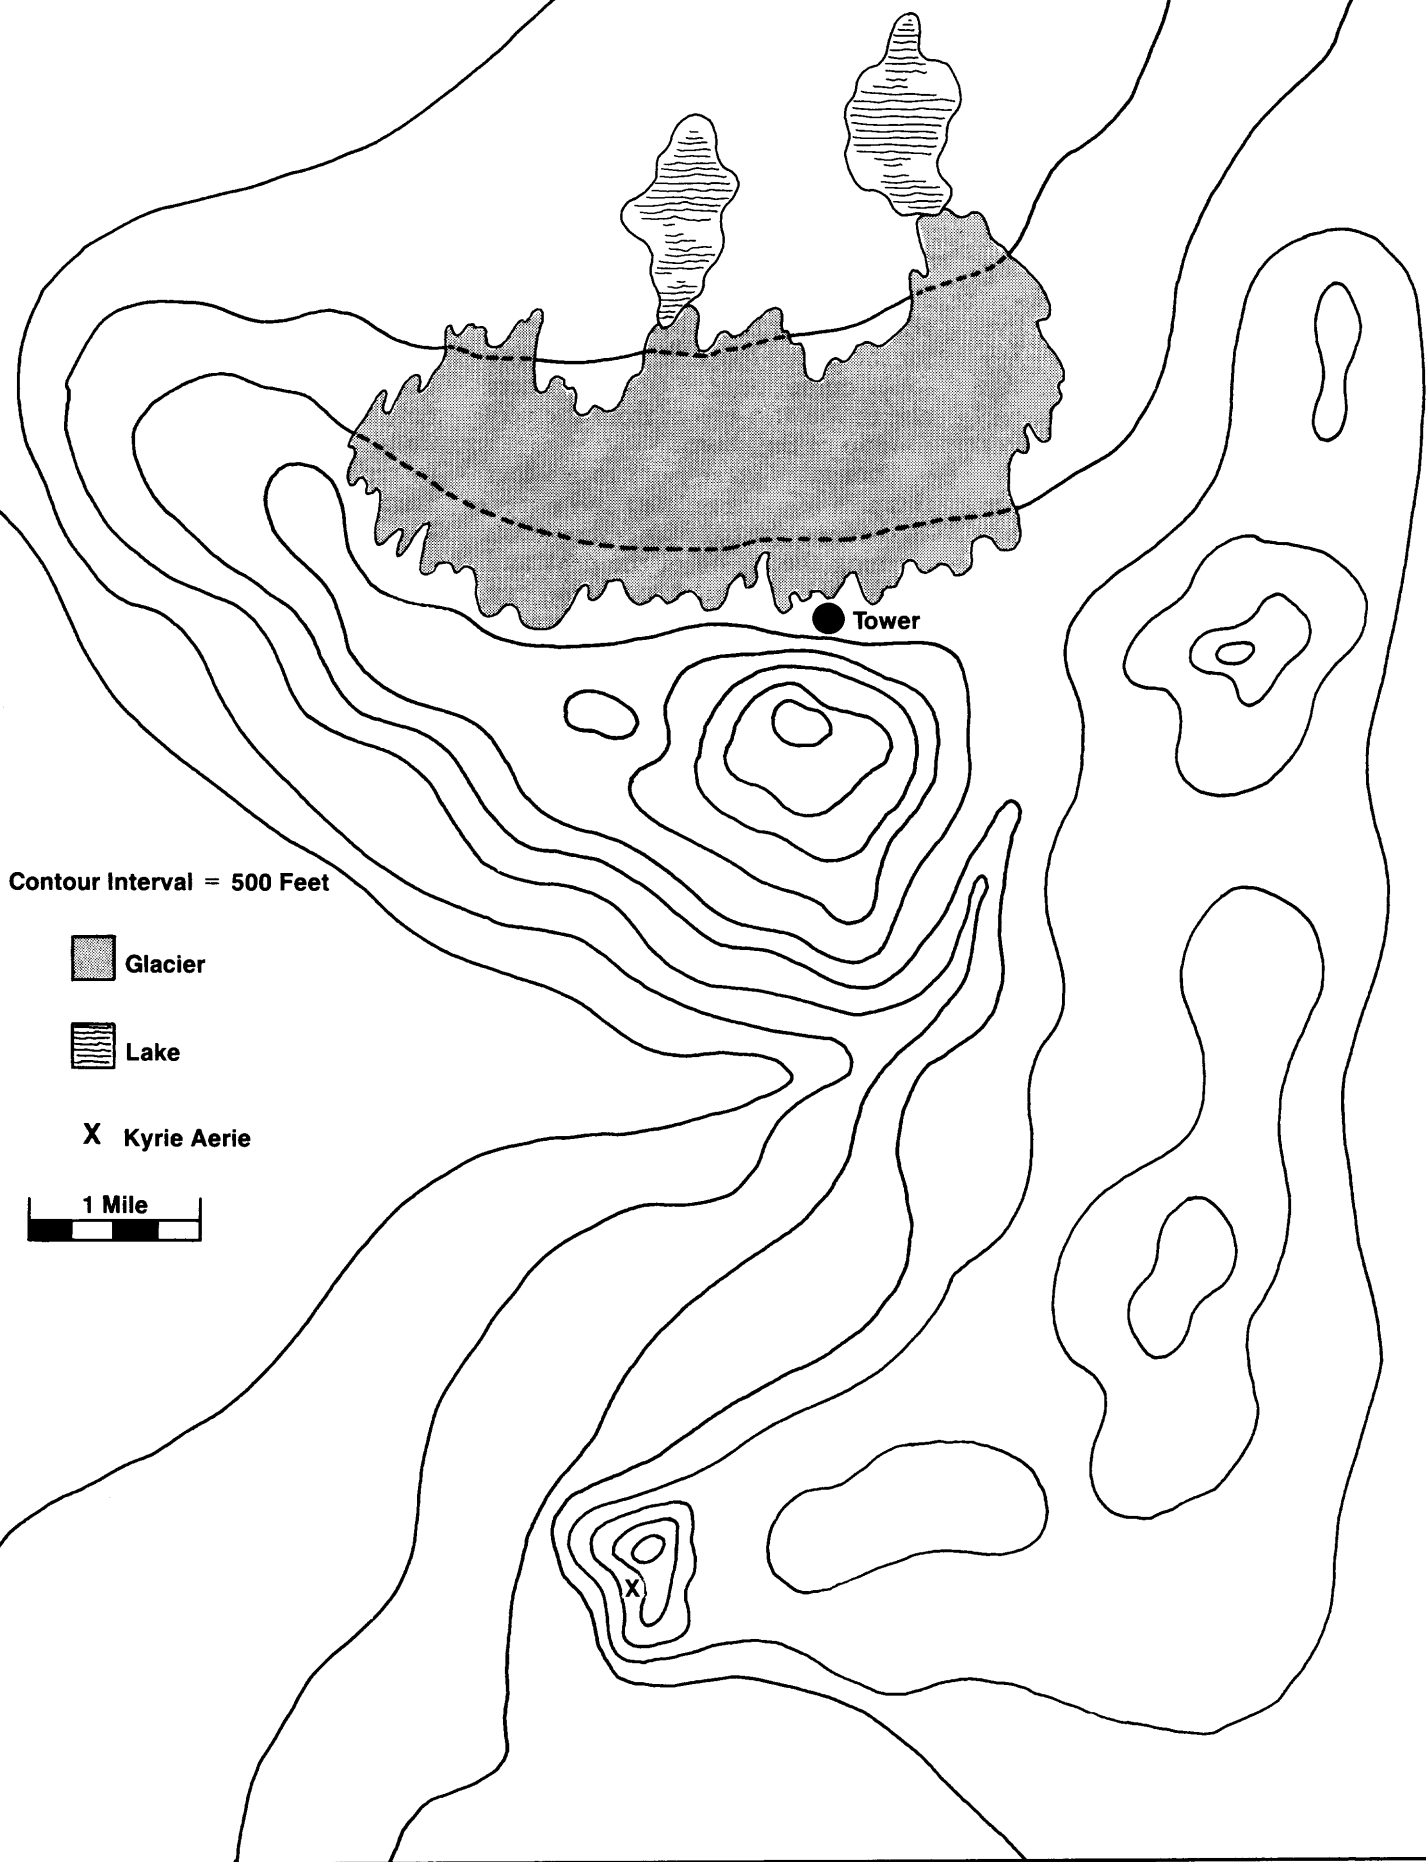 Tower
Contour Interval = 500 Feet
Glacier
Lake
X Kyrie Aerie
1 Mile
X